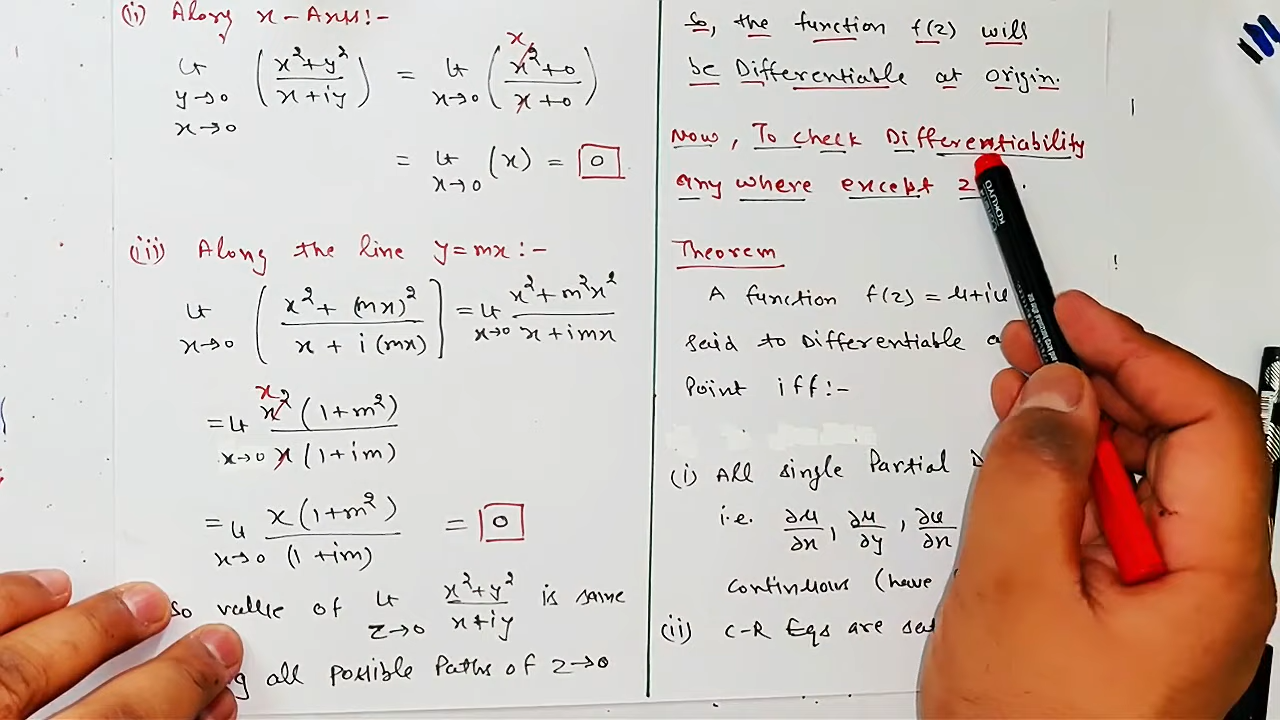 (ii) Along x-Axis:-
Lt y→0 x→0 (x²+y²/x+iy) = Lt x→0 (x²+0/x+0) x
= Lt x→0 (x) = 0
(iii) Along the line y=mx:-
Lt x→0 [x²+(mx)²/x+i(mx)] = Lt x→0 x²+m²x²/x+imx
= Lt x→0 x²(1+m²)/x(1+im) x
= Lt x→0 x(1+m²)/(1+im) = 0
So value of Lt z→0 x²+y²/x+iy is same
all possible Paths of z→0
So, the function f(z) will
be Differentiable at origin.
Now, To check Differentiability
any where except z
Theorem
A function f(z) = u+iv
said to Differentiable
Point iff:-
(i) All single Partial
i.e. ∂u/∂x, ∂u/∂y, ∂v/∂x
Continuous (have
(ii) C-R Eqs are
KOKUYO